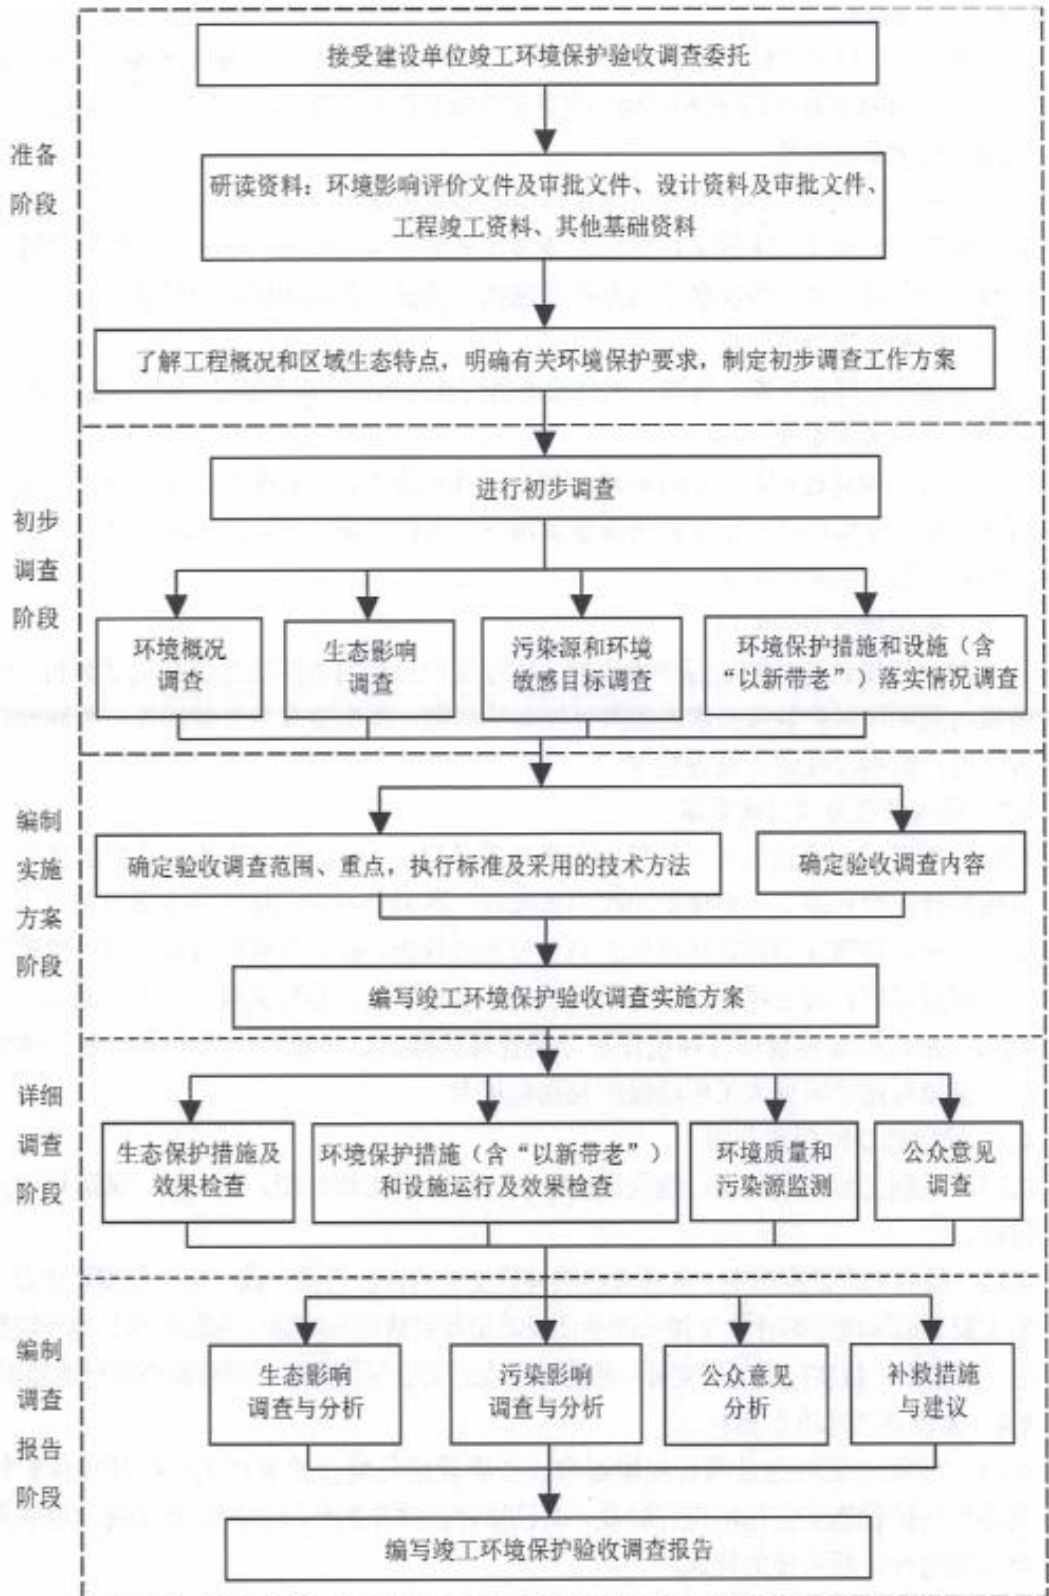 接受建设单位竣工环境保护验收调查委托
准备
阶段
研读资料：环境影响评价文件及审批文件、设计资料及审批文件、
工程竣工资料、其他基础资料
了解工程概况和区域生态特点，明确有关环境保护要求，制定初步调查工作方案
初步
调查
阶段
进行初步调查
环境概况
调查
生态影响
调查
污染源和环境
敏感目标调查
环境保护措施和设施（含
“以新带老”）落实情况调查
编制
实施
方案
阶段
确定验收调查范围、重点，执行标准及采用的技术方法
确定验收调查内容
编写竣工环境保护验收调查实施方案
详细
调查
阶段
生态保护措施及
效果检查
环境保护措施（含“以新带老”）
和设施运行及效果检查
环境质量和
污染源监测
公众意见
调查
编制
调查
报告
阶段
生态影响
调查与分析
污染影响
调查与分析
公众意见
分析
补救措施
与建议
编写竣工环境保护验收调查报告